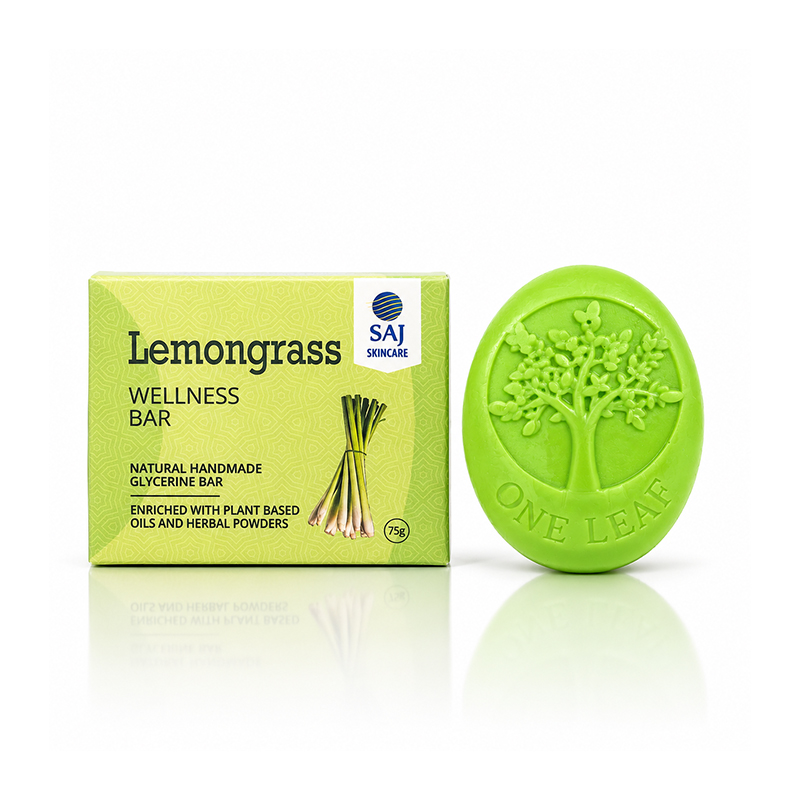 Lemongrass
WELLNESS
BAR
NATURAL HANDMADE
GLYCERINE BAR
ENRICHED WITH PLANT BASED
OILS AND HERBAL POWDERS
75g
SAJ
SKINCARE
ONE LEAF